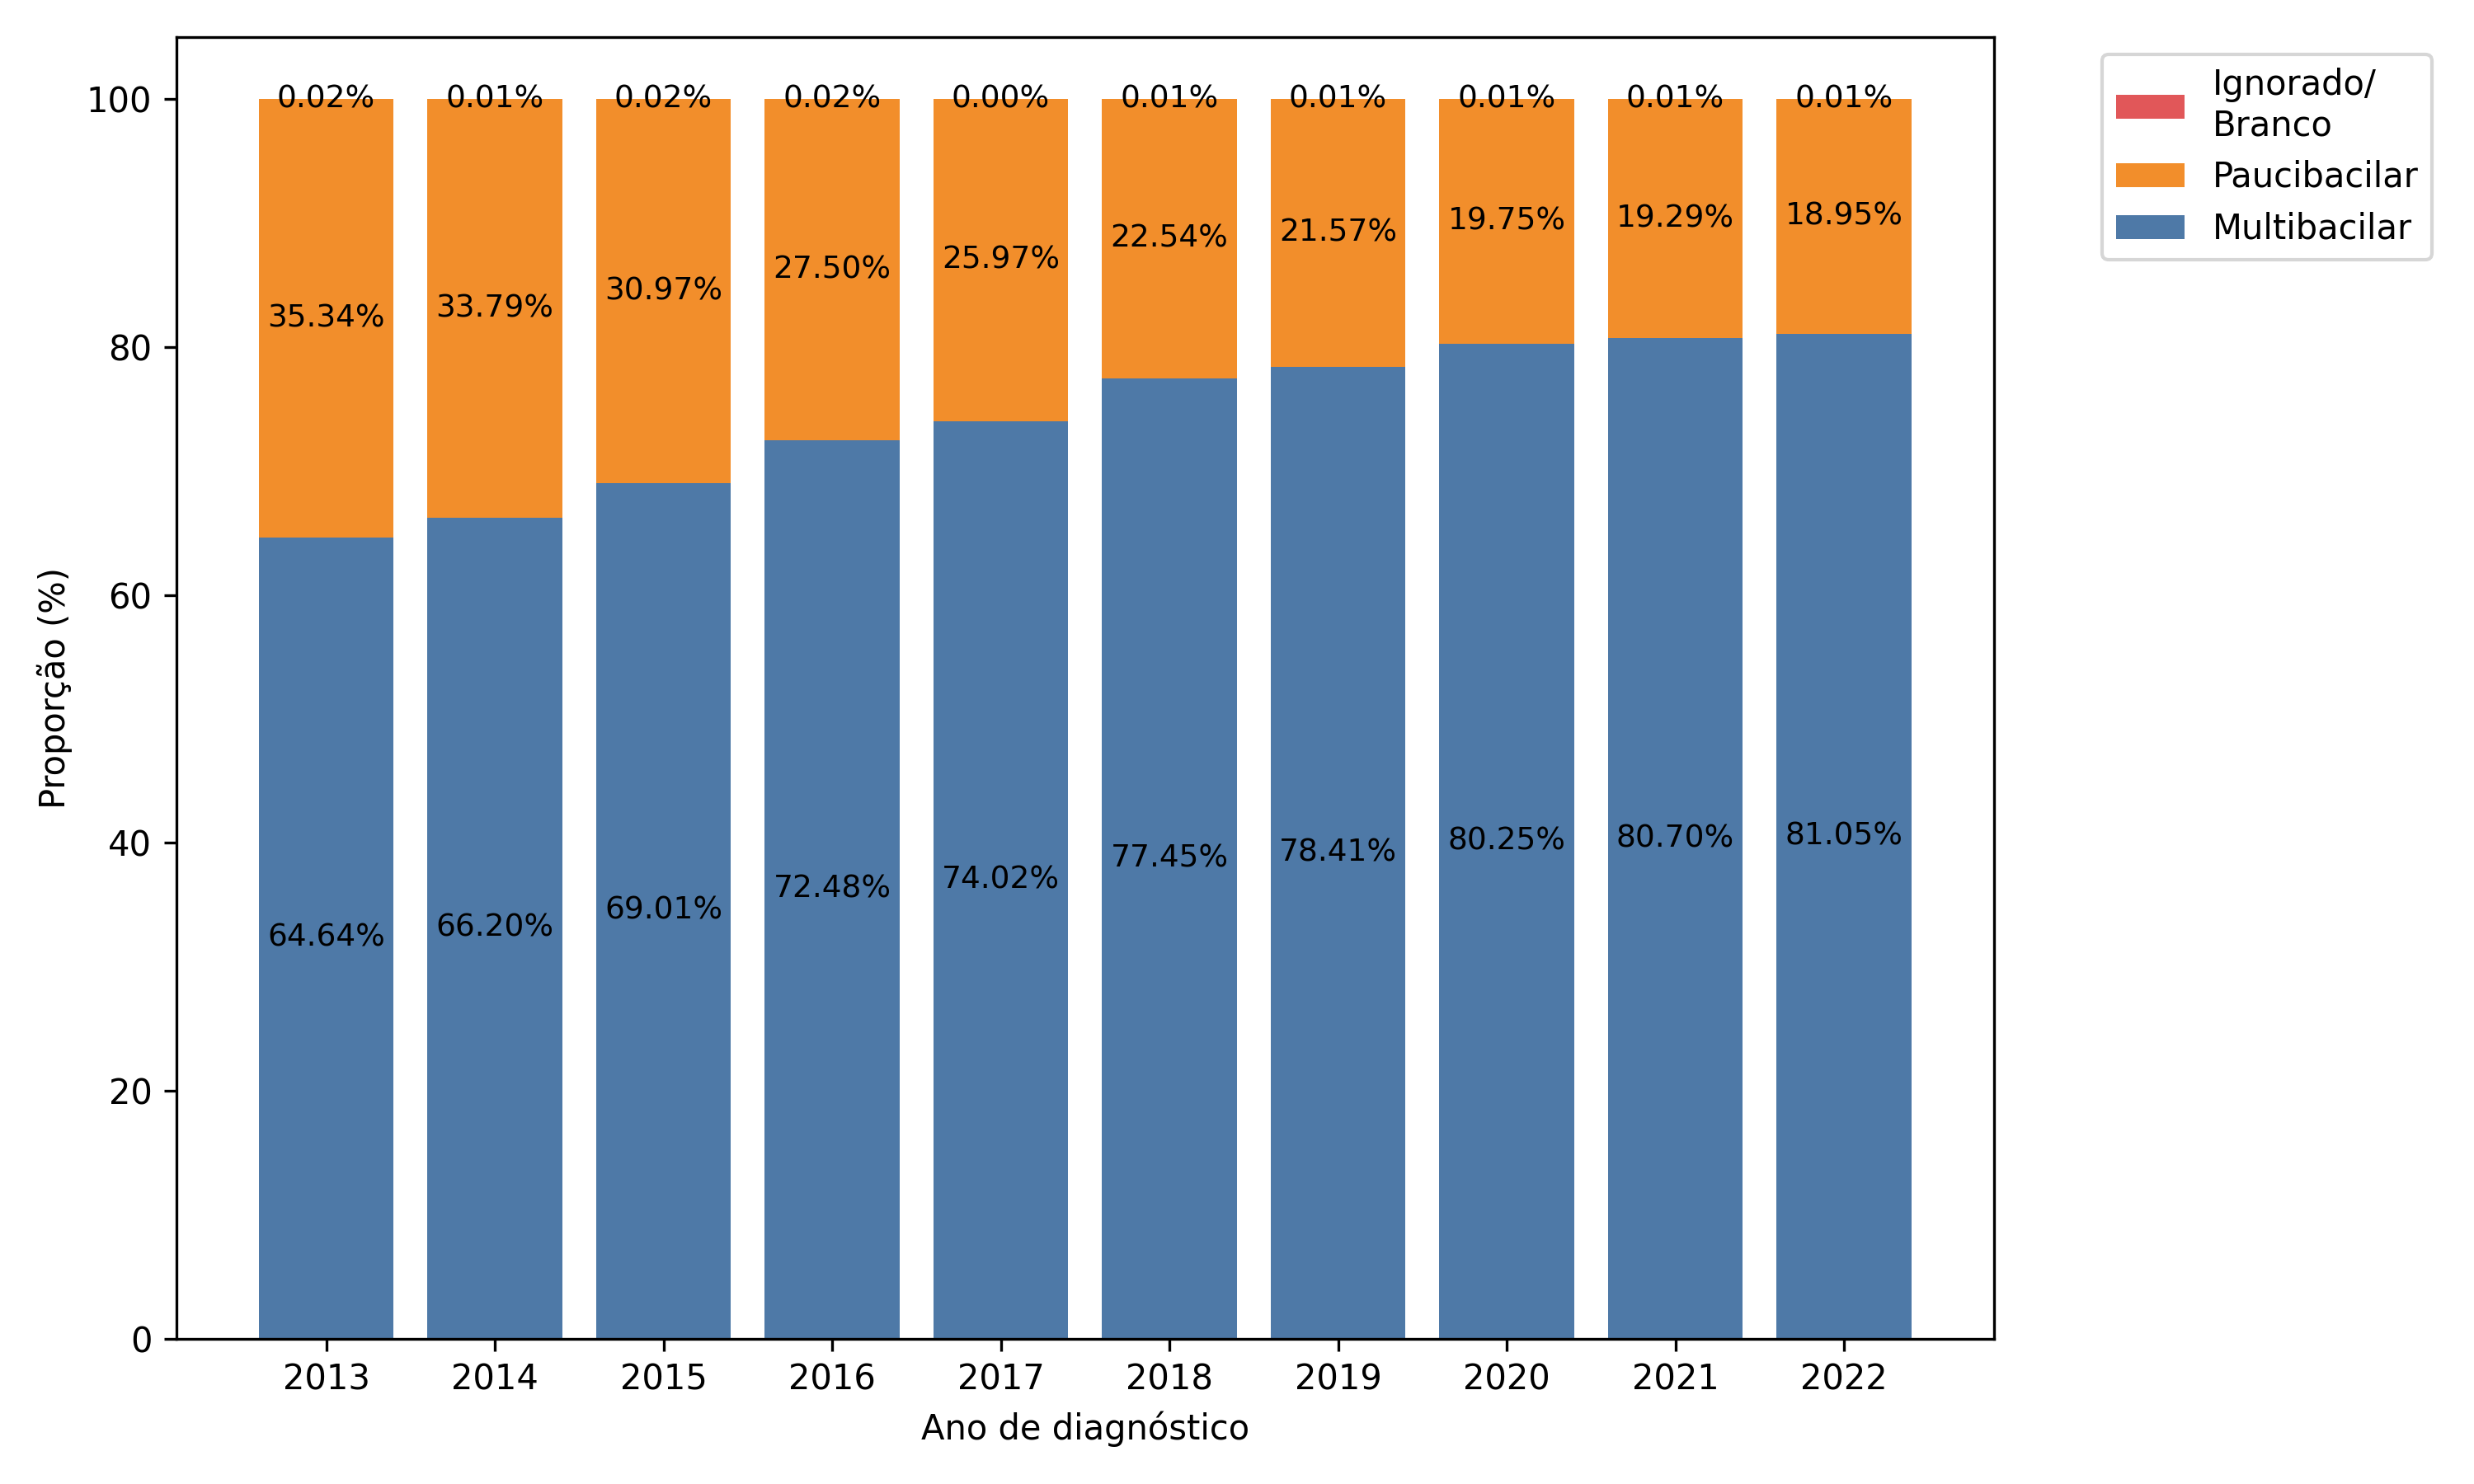 0.02% 0.01% 0.02% 0.02% 0.00% 0.01% 0.01% 0.01% 0.01% 0.01%
35.34% 33.79% 30.97% 27.50% 25.97% 22.54% 21.57% 19.75% 19.29% 18.95%
64.64% 66.20% 69.01% 72.48% 74.02% 77.45% 78.41% 80.25% 80.70% 81.05%
100
80
60
40
20
0
Proporção (%)
2013 2014 2015 2016 2017 2018 2019 2020 2021 2022
Ano de diagnóstico
Ignorado/
Branco
Paucibacilar
Multibacilar